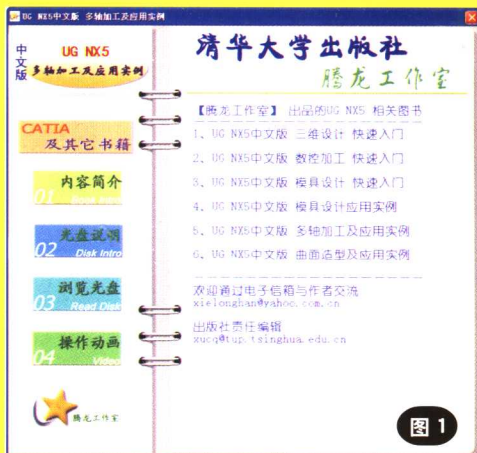 UG NX5中文版 多轴加工及应用实例
中文版
UG NX5
多轴加工及应用实例
CATIA
及其它书籍
内容简介
01 Book Intro
光盘说明
02 Disk Intro
浏览光盘
03 Read Disk
操作动画
04 Video
腾龙工作室
清华大学出版社
腾龙工作室
【腾龙工作室】 出品的UG NX5 相关图书
1、UG NX5中文版 三维设计 快速入门
2、UG NX5中文版 数控加工 快速入门
3、UG NX5中文版 模具设计 快速入门
4、UG NX5中文版 模具设计应用实例
5、UG NX5中文版 多轴加工及应用实例
6、UG NX5中文版 曲面造型及应用实例
欢迎通过电子信箱与作者交流
xielonghan@yahoo.com.cn
出版社责任编辑
xucq@tup.tsinghua.edu.cn
图 1